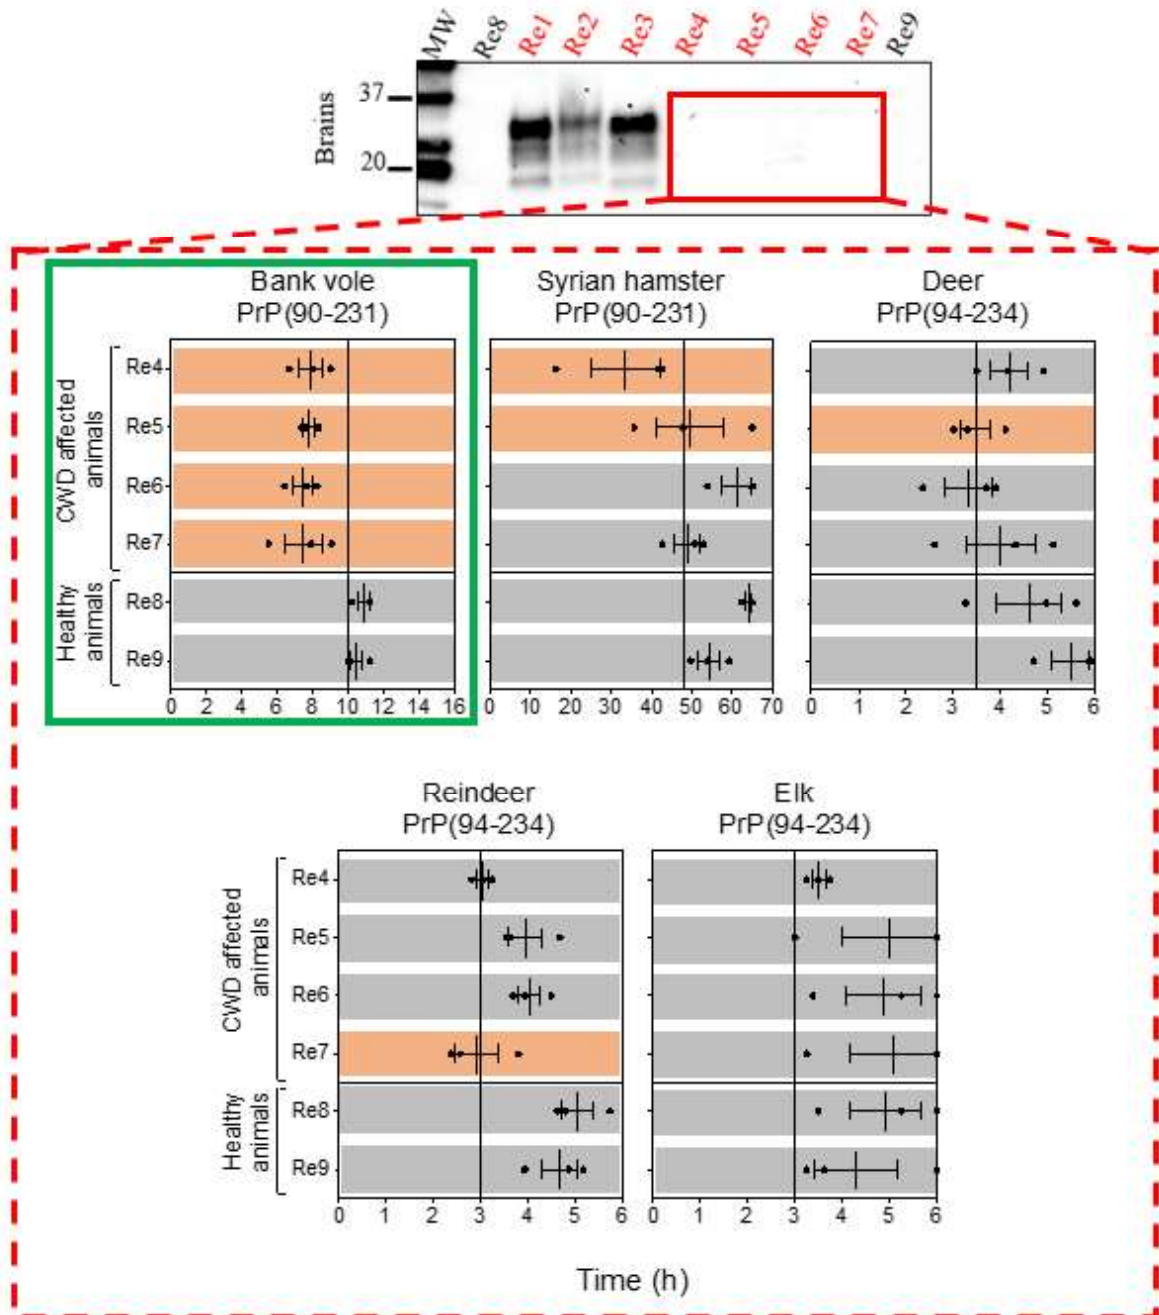 MW Re8 Re1 Re2 Re3 Re4 Re5 Re6 Re7 Re9
Brains
37
20
Bank vole
PrP(90-231)
Syrian hamster
PrP(90-231)
Deer
PrP(94-234)
CWD affected
animals
Healthy
animals
Re4
Re5
Re6
Re7
Re8
Re9
0 2 4 6 8 10 12 14 16
0 10 20 30 40 50 60 70
0 1 2 3 4 5 6
Reindeer
PrP(94-234)
Elk
PrP(94-234)
CWD affected
animals
Healthy
animals
Re4
Re5
Re6
Re7
Re8
Re9
0 1 2 3 4 5 6
0 1 2 3 4 5 6
Time (h)